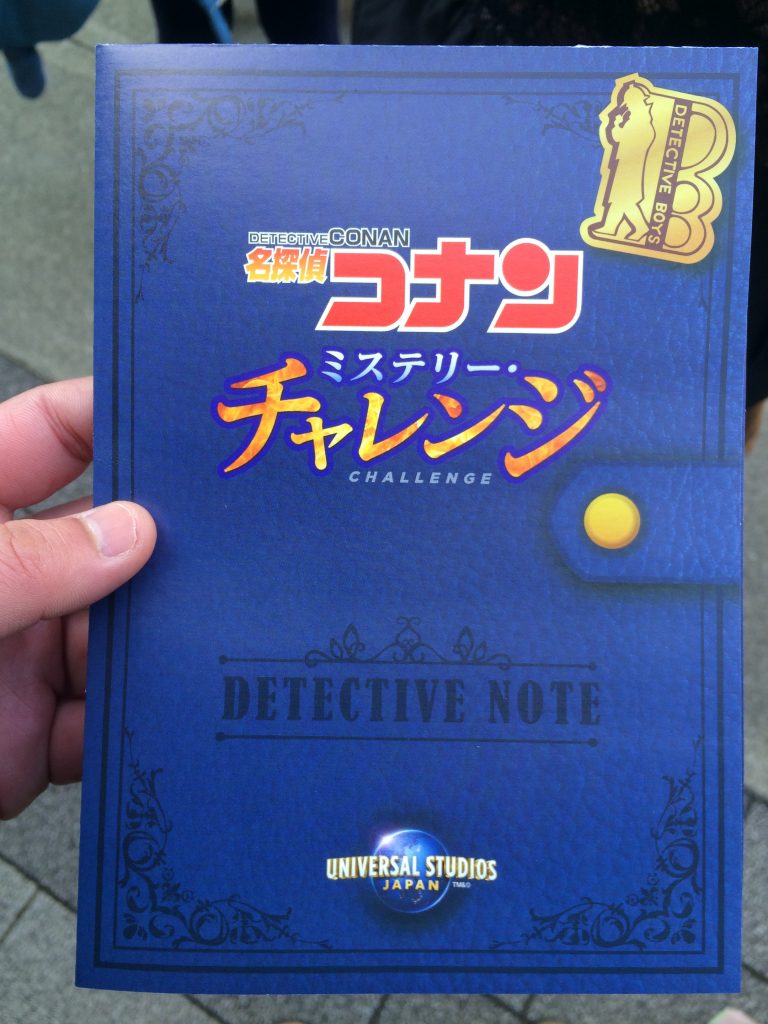 DETECTIVE BOYS
DETECTIVE CONAN
名探偵
コナン
ミステリー・
チャレンジ
CHALLENGE
DETECTIVE NOTE
UNIVERSAL STUDIOS
JAPAN TM&©